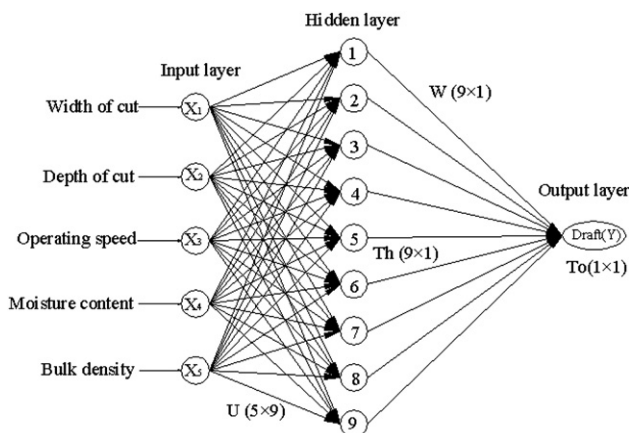 Hidden layer
Input layer
Output layer
Width of cut
Depth of cut
Operating speed
Moisture content
Bulk density
X1
X2
X3
X4
X5
1
2
3
4
5
6
7
8
9
W (9×1)
Th (9×1)
U (5×9)
Draft(Y)
To(1×1)